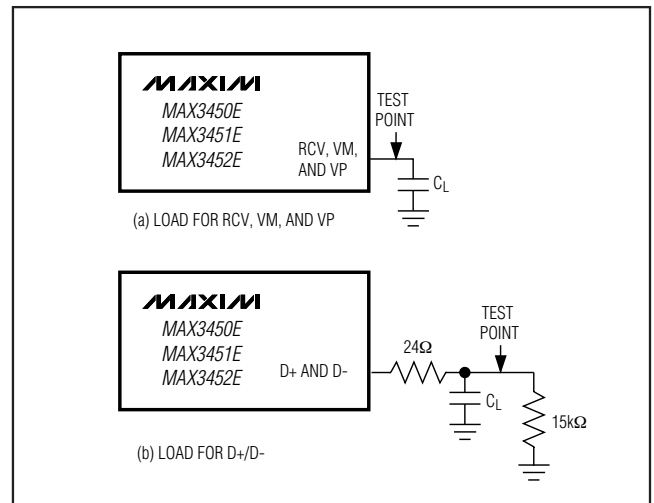 MAXIM
MAX3450E
MAX3451E
MAX3452E
RCV, VM,
AND VP
TEST
POINT
CL
(a) LOAD FOR RCV, VM, AND VP
MAXIM
MAX3450E
MAX3451E
MAX3452E
D+ AND D-
24Ω
TEST
POINT
CL
15kΩ
(b) LOAD FOR D+/D-